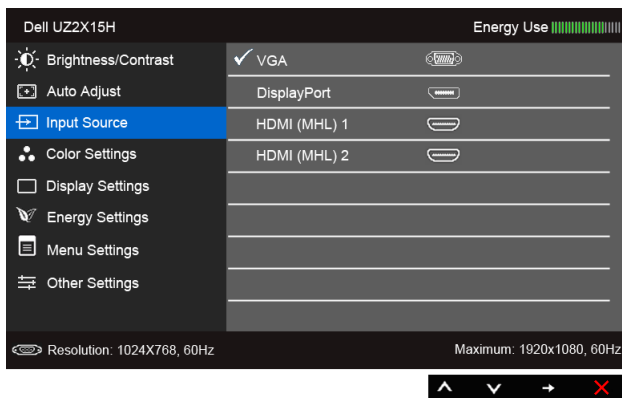 Dell UZ2X15H Energy Use
Brightness/Contrast VGA
Auto Adjust DisplayPort
Input Source HDMI (MHL) 1
Color Settings HDMI (MHL) 2
Display Settings
Energy Settings
Menu Settings
Other Settings
Resolution: 1024X768, 60Hz Maximum: 1920x1080, 60Hz